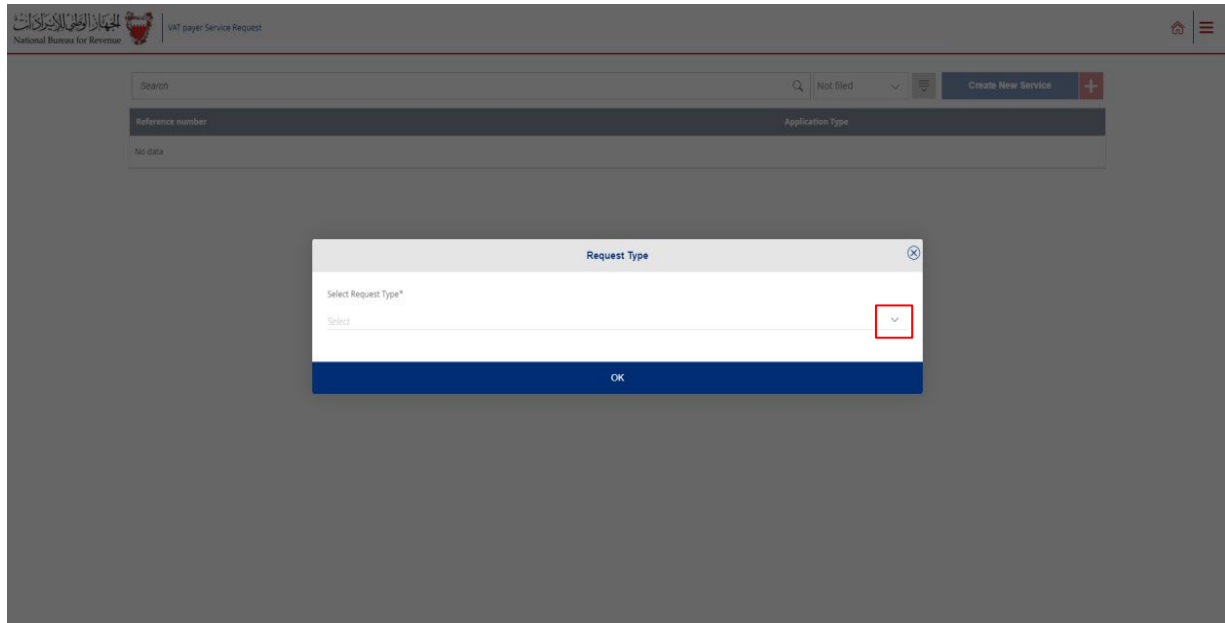 الجهاز الوطني للإيرادات
National Bureau for Revenue
VAT payer Service Request
Search
Not filed
Create New Service
Reference number
Application Type
No data
Request Type
Select Request Type*
Select
OK